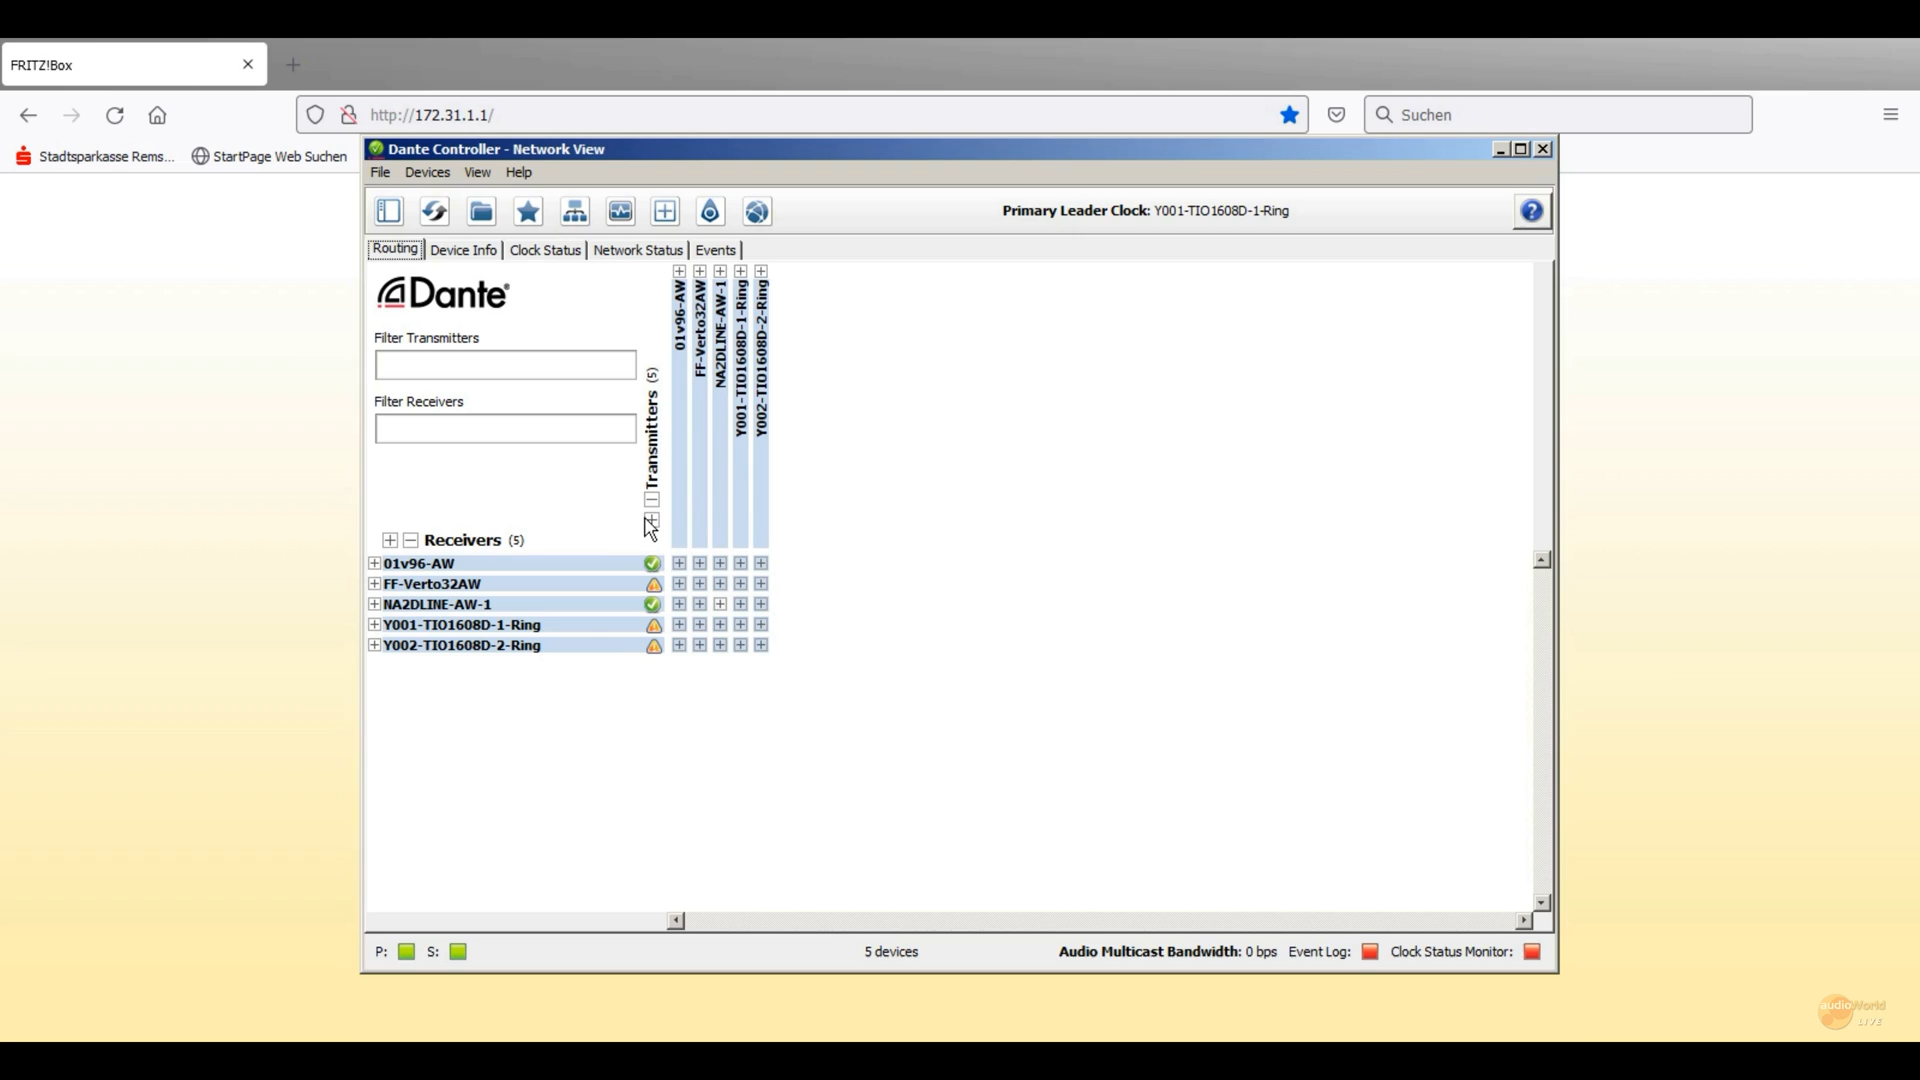 FRITZ!Box
http://172.31.1.1/
Suchen
Stadtsparkasse Rems...
StartPage Web Suchen
Dante Controller - Network View
File Devices View Help
Primary Leader Clock: Y001-TIO1608D-1-Ring
Routing Device Info Clock Status Network Status Events
Dante
Filter Transmitters
Filter Receivers
Transmitters (5)
01v96-AW
FF-Verto32AW
NA2DLINE-AW-1
Y001-TIO1608D-1-Ring
Y002-TIO1608D-2-Ring
Receivers (5)
01v96-AW
FF-Verto32AW
NA2DLINE-AW-1
Y001-TIO1608D-1-Ring
Y002-TIO1608D-2-Ring
P: S: 5 devices Audio Multicast Bandwidth: 0 bps Event Log: Clock Status Monitor:
audioWorld
LIVE